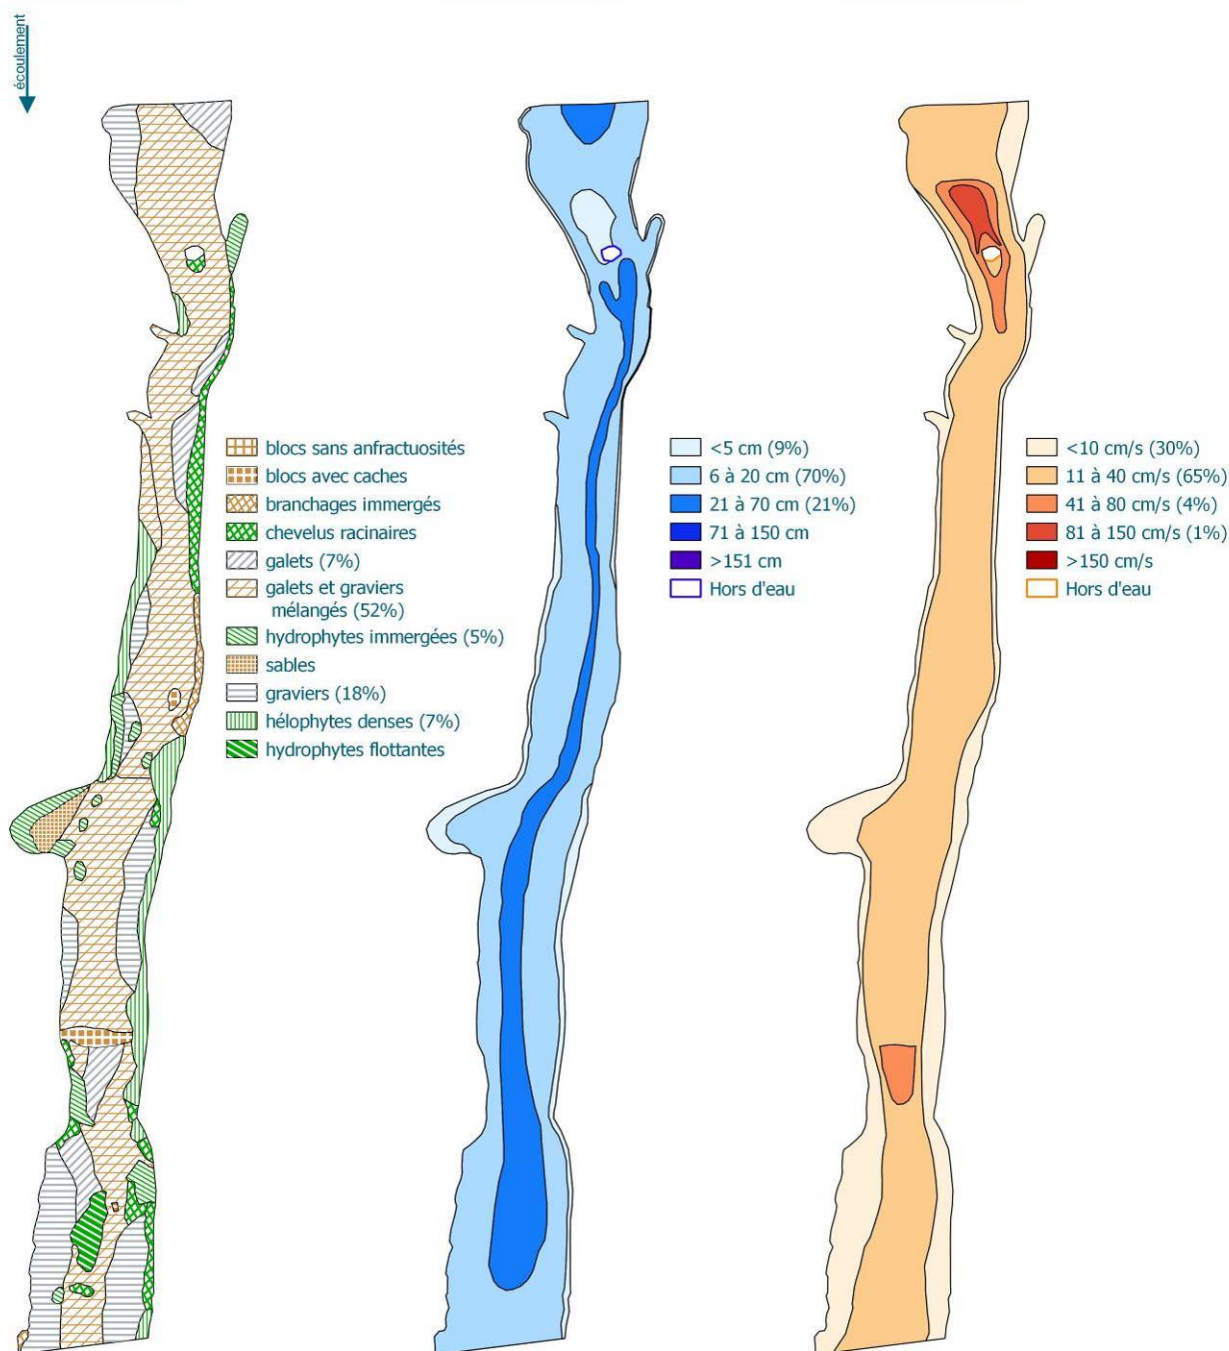 écoulement
blocs sans anfractuosités
blocs avec caches
branchages immergés
chevelus racinaires
galets (7%)
galets et graviers
mélangés (52%)
hydrophytes immergées (5%)
sables
graviers (18%)
hélophytes denses (7%)
hydrophytes flottantes
<5 cm (9%)
6 à 20 cm (70%)
21 à 70 cm (21%)
71 à 150 cm
>151 cm
Hors d'eau
<10 cm/s (30%)
11 à 40 cm/s (65%)
41 à 80 cm/s (4%)
81 à 150 cm/s (1%)
>150 cm/s
Hors d'eau